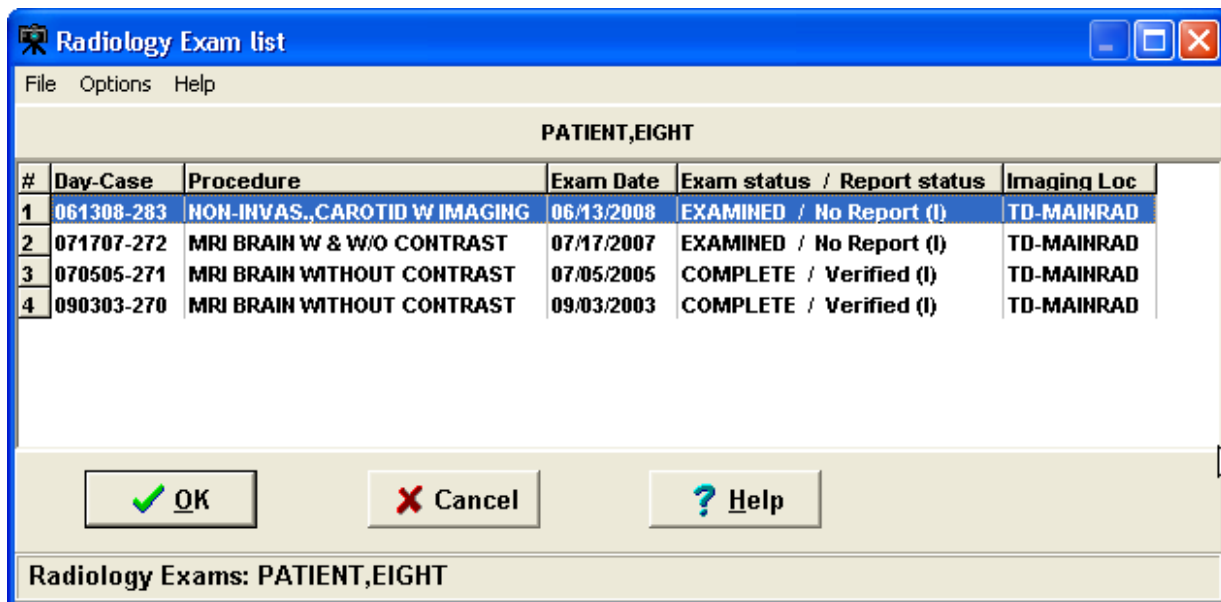 Radiology Exam list
File Options Help
PATIENT,EIGHT
# Day-Case Procedure Exam Date Exam status / Report status Imaging Loc
1 061308-283 NON-INVAS.,CAROTID W IMAGING 06/13/2008 EXAMINED / No Report (I) TD-MAINRAD
2 071707-272 MRI BRAIN W & W/O CONTRAST 07/17/2007 EXAMINED / No Report (I) TD-MAINRAD
3 070505-271 MRI BRAIN WITHOUT CONTRAST 07/05/2005 COMPLETE / Verified (I) TD-MAINRAD
4 090303-270 MRI BRAIN WITHOUT CONTRAST 09/03/2003 COMPLETE / Verified (I) TD-MAINRAD
OK Cancel Help
Radiology Exams: PATIENT,EIGHT